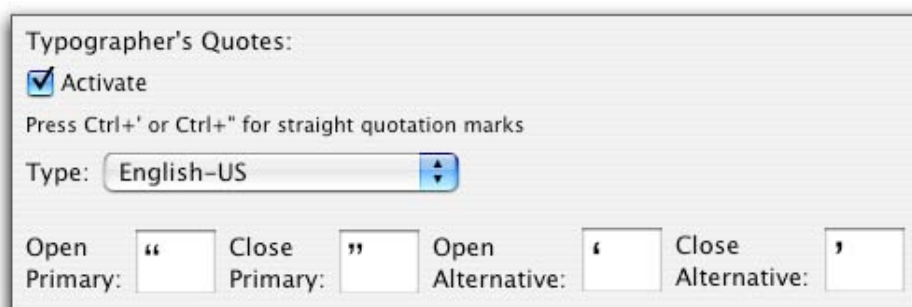 Typographer's Quotes:
Activate
Press Ctrl+' or Ctrl+" for straight quotation marks
Type: English-US
Open Primary: “ Close Primary: ” Open Alternative: ‘ Close Alternative: ’